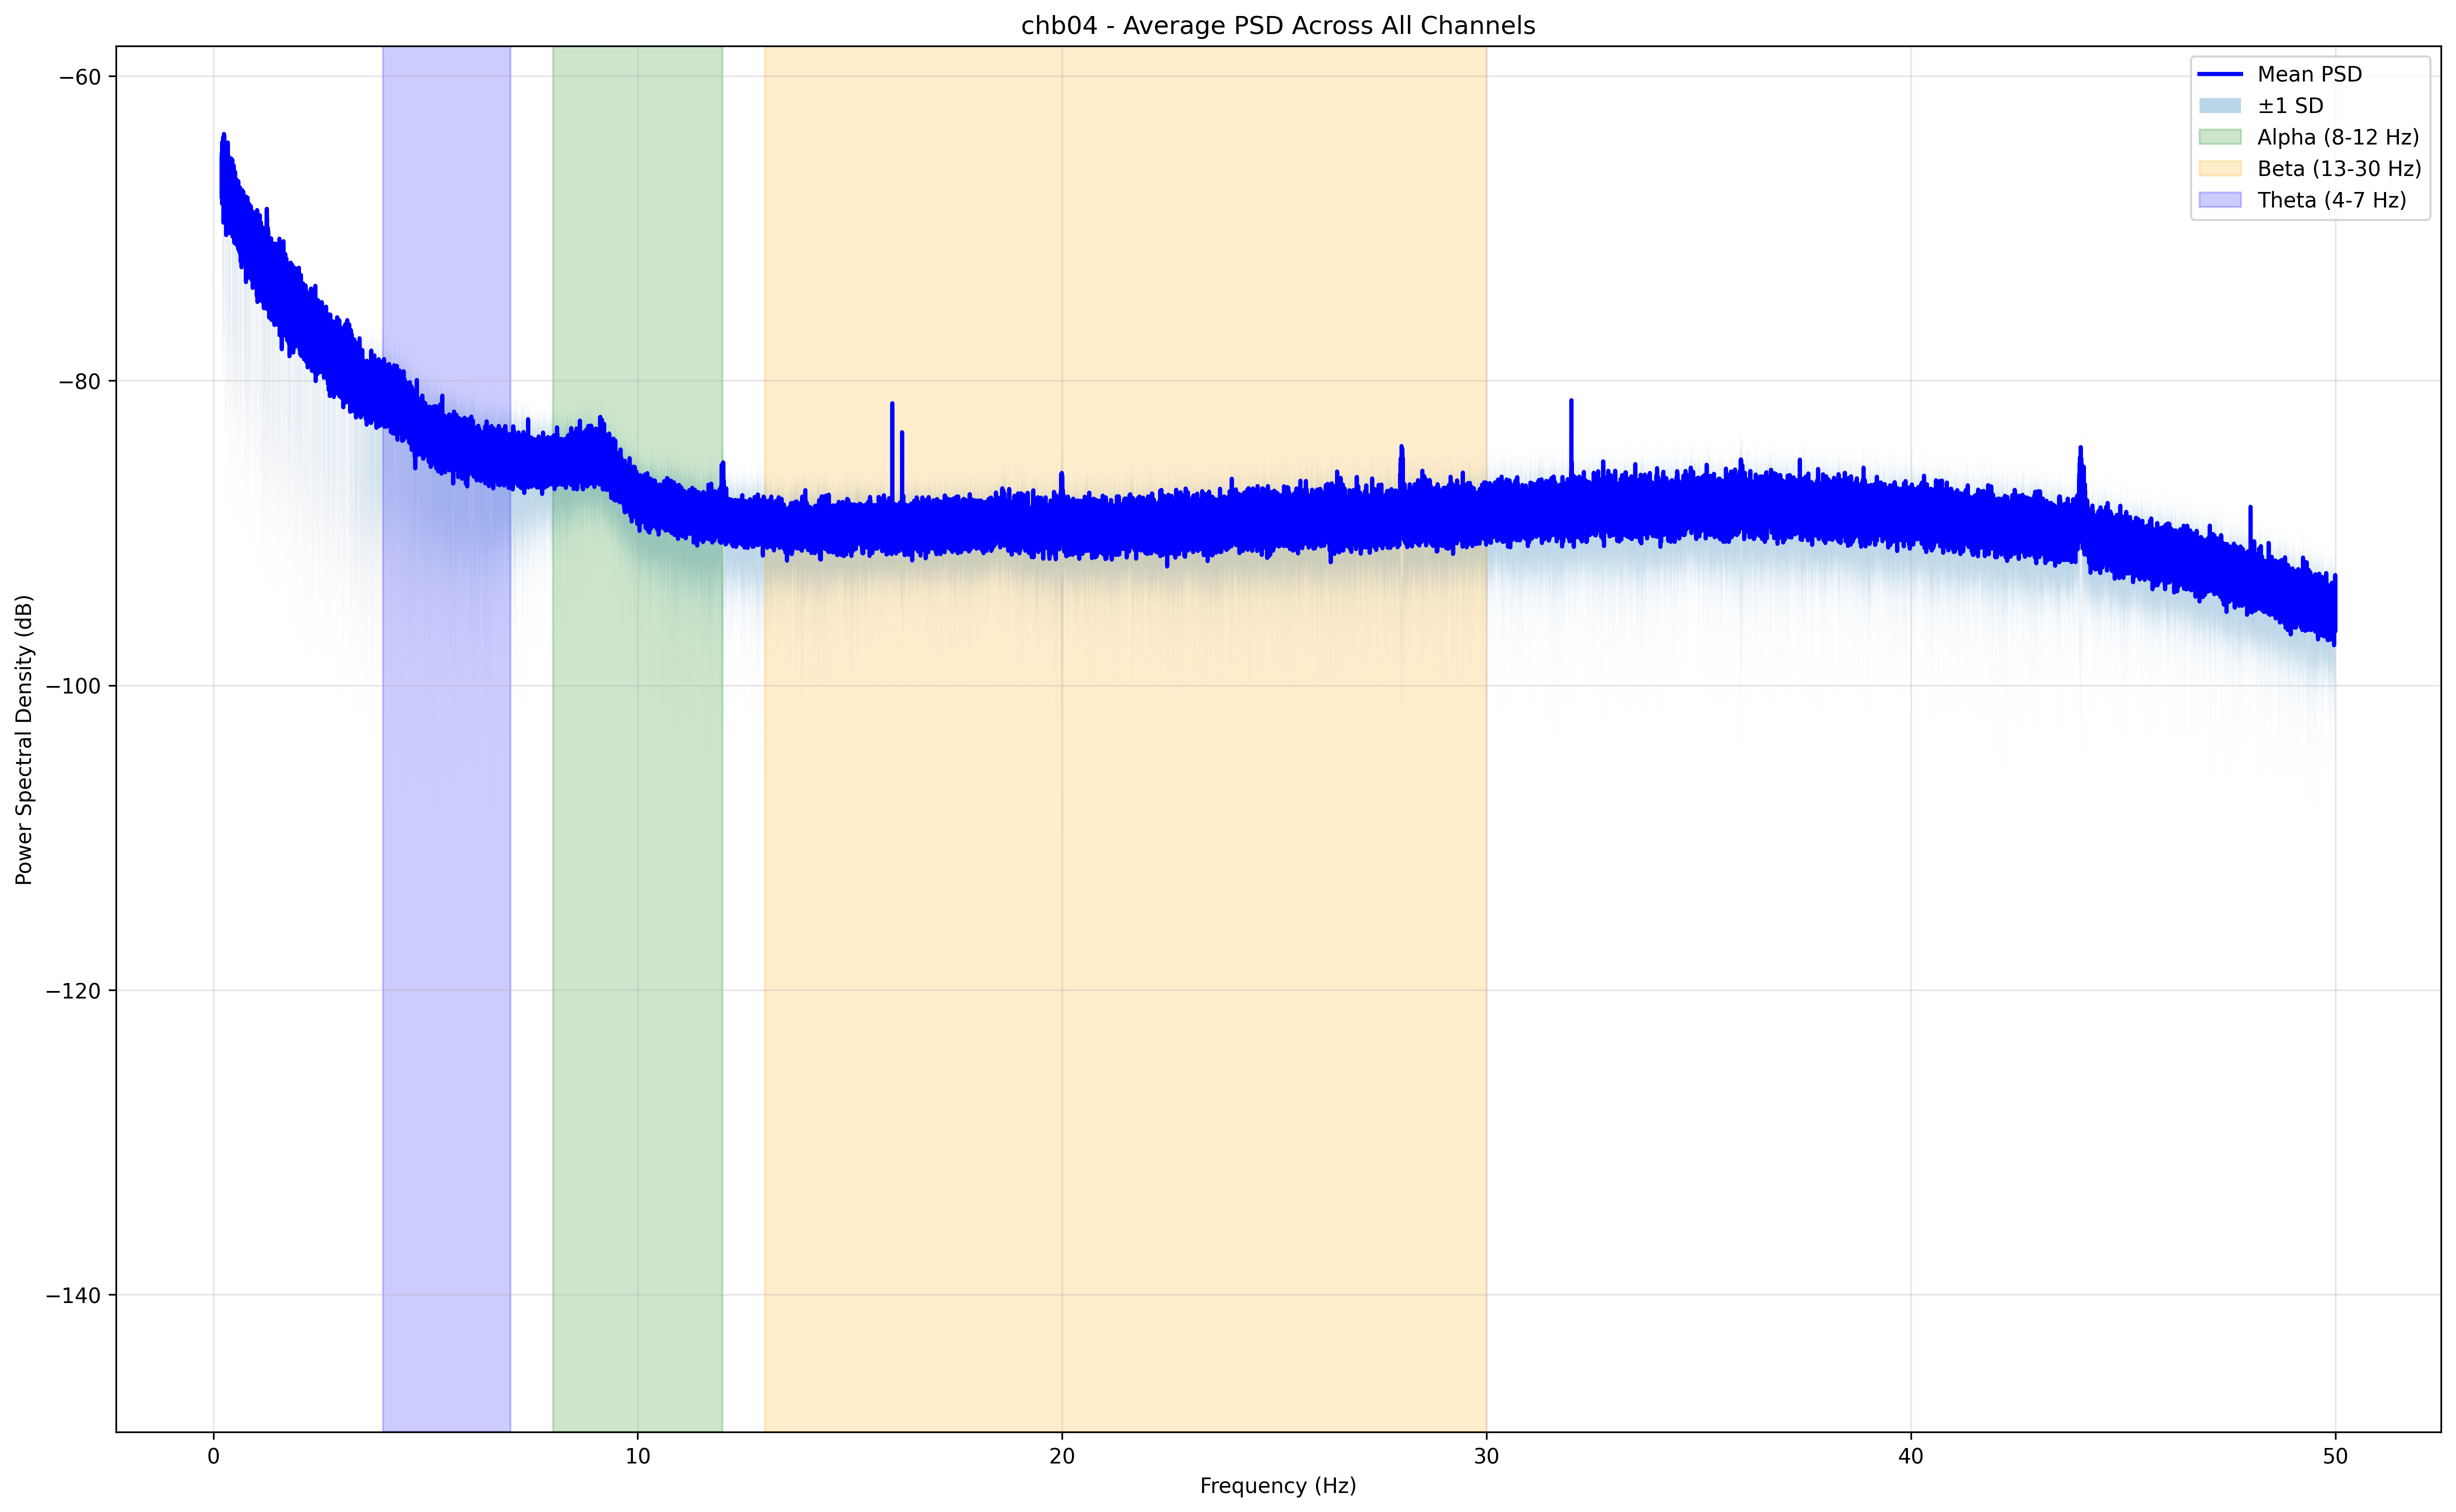 chb04 - Average PSD Across All Channels
Mean PSD
±1 SD
Alpha (8-12 Hz)
Beta (13-30 Hz)
Theta (4-7 Hz)
Power Spectral Density (dB)
−60
−80
−100
−120
−140
0 10 20 30 40 50
Frequency (Hz)